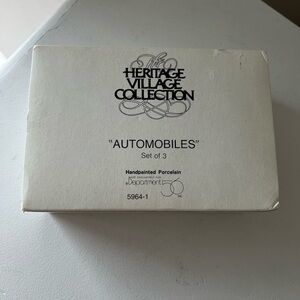 The
HERITAGE
VILLAGE
COLLECTION
"AUTOMOBILES"
Set of 3
Handpainted Porcelain
Department 56
5964-1